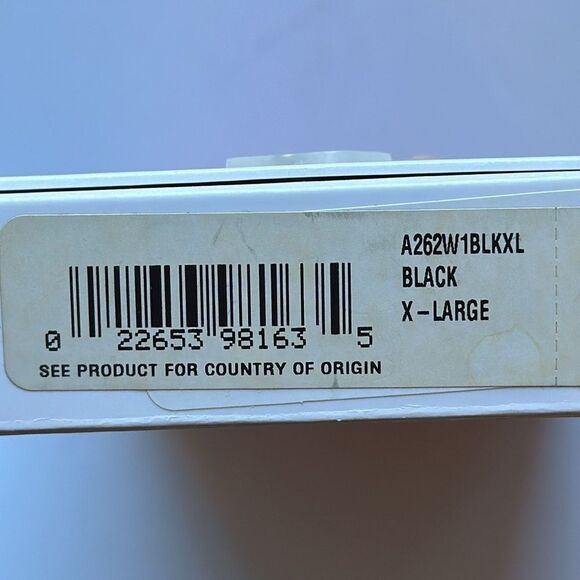 A262W1BLKXL
BLACK
X-LARGE
0 22653 98163 5
SEE PRODUCT FOR COUNTRY OF ORIGIN